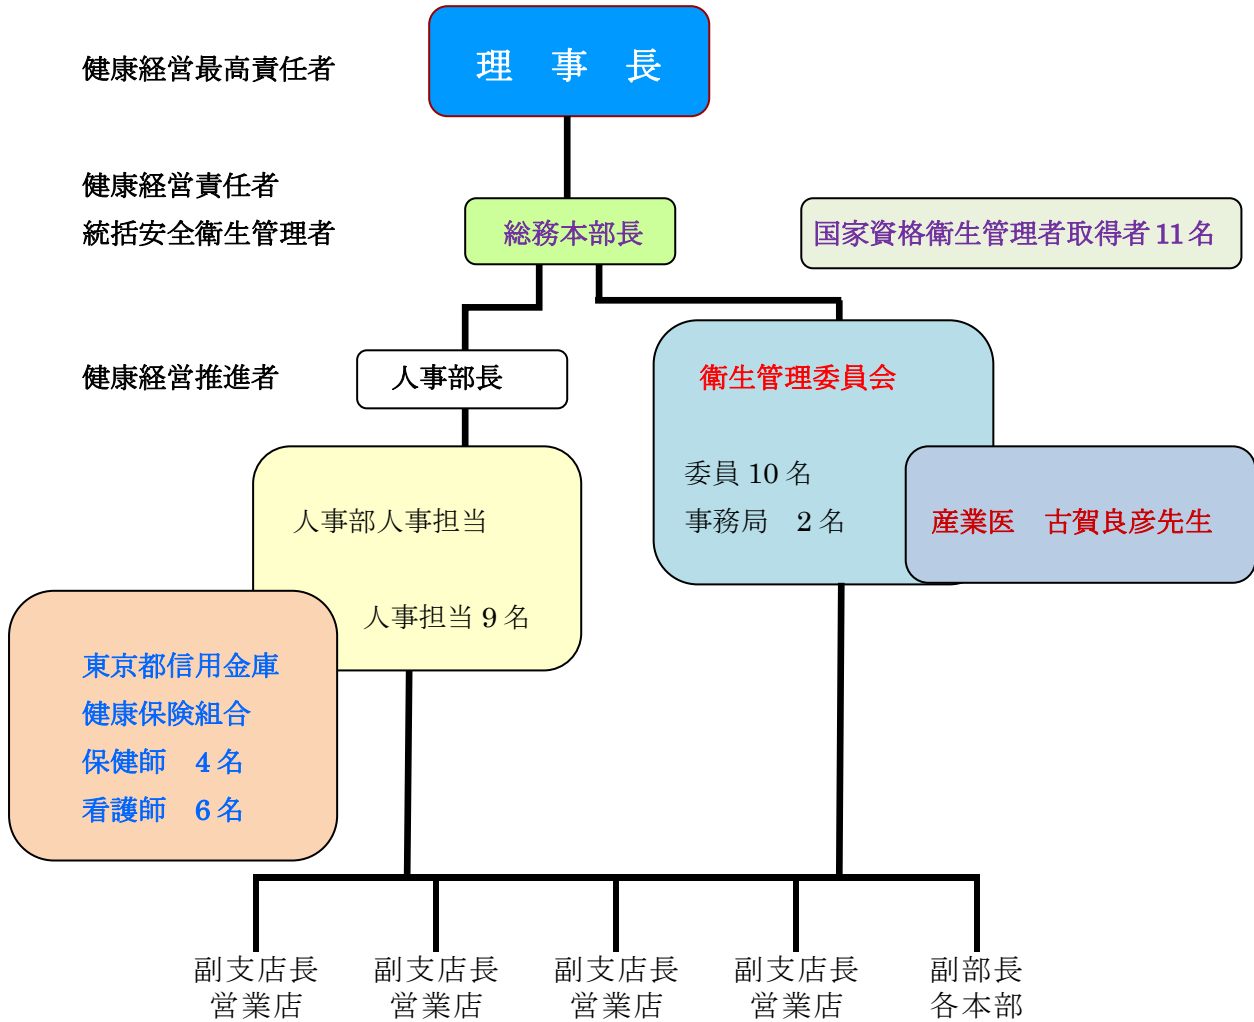 健康経営最高責任者
理　事　長
健康経営責任者
統括安全衛生管理者
総務本部長
国家資格衛生管理者取得者 11 名
健康経営推進者
人事部長
衛生管理委員会
委員 10 名
事務局　2 名
産業医　古賀良彦先生
人事部人事担当
人事担当 9 名
東京都信用金庫
健康保険組合
保健師　4 名
看護師　6 名
副支店長
営業店
副支店長
営業店
副支店長
営業店
副支店長
営業店
副部長
各本部